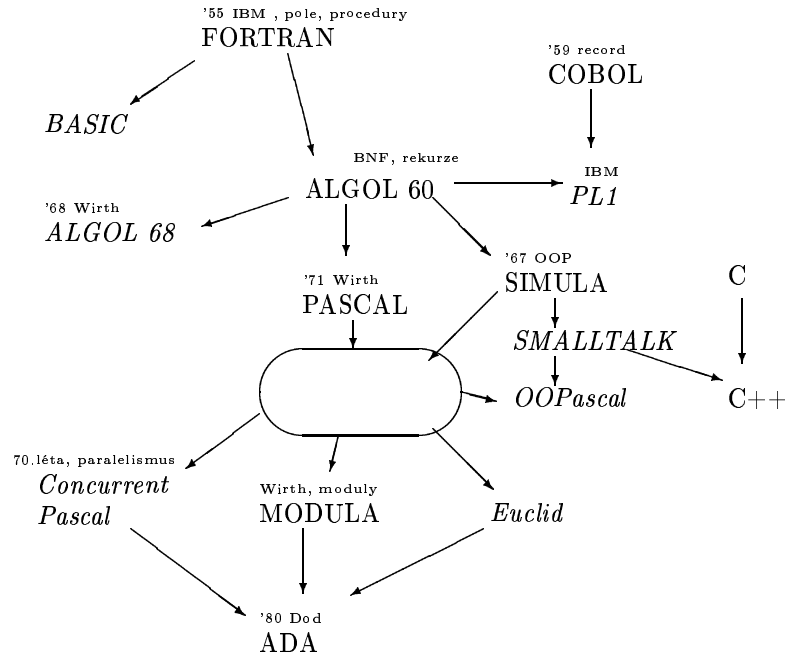 '55 IBM , pole, procedury
FORTRAN
'59 record
COBOL
BASIC
BNF, rekurze
ALGOL 60
IBM
PL1
'68 Wirth
ALGOL 68
'67 OOP
SIMULA
C
'71 Wirth
PASCAL
SMALLTALK
OOPascal
C++
70.léta, paralelismus
Concurrent
Pascal
Wirth, moduly
MODULA
Euclid
'80 Dod
ADA